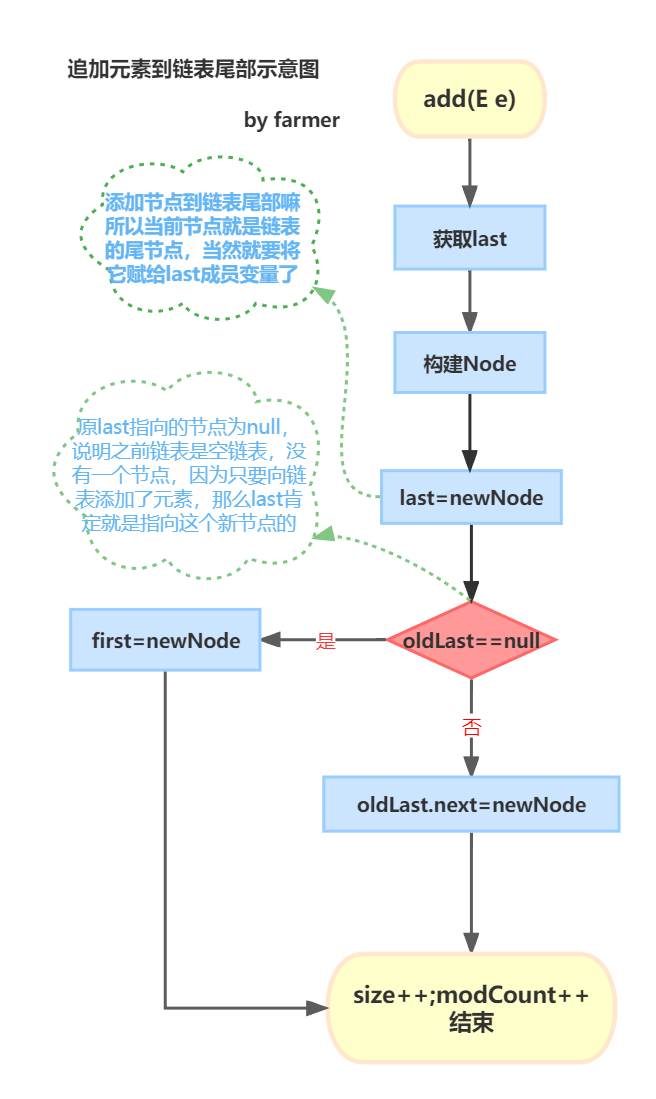 追加元素到链表尾部示意图
by farmer
add(E e)
添加节点到链表尾部嘛
所以当前节点就是链表
的尾节点，当然就要将
它赋给last成员变量了
获取last
构建Node
原last指向的节点为null，
说明之前链表是空链表，没
有一个节点，因为只要向链
表添加了元素，那么last肯
定就是指向这个新节点的
last=newNode
oldLast==null
是
first=newNode
否
oldLast.next=newNode
size++;modCount++
结束